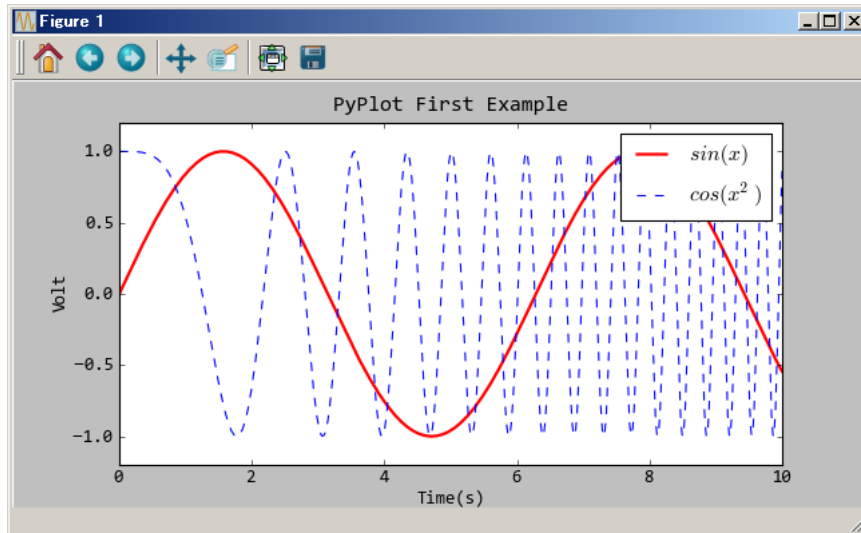 Figure 1
PyPlot First Example
1.0
0.5
0.0
−0.5
−1.0
Volt
sin(x)
cos(x²)
0 2 4 6 8 10
Time(s)